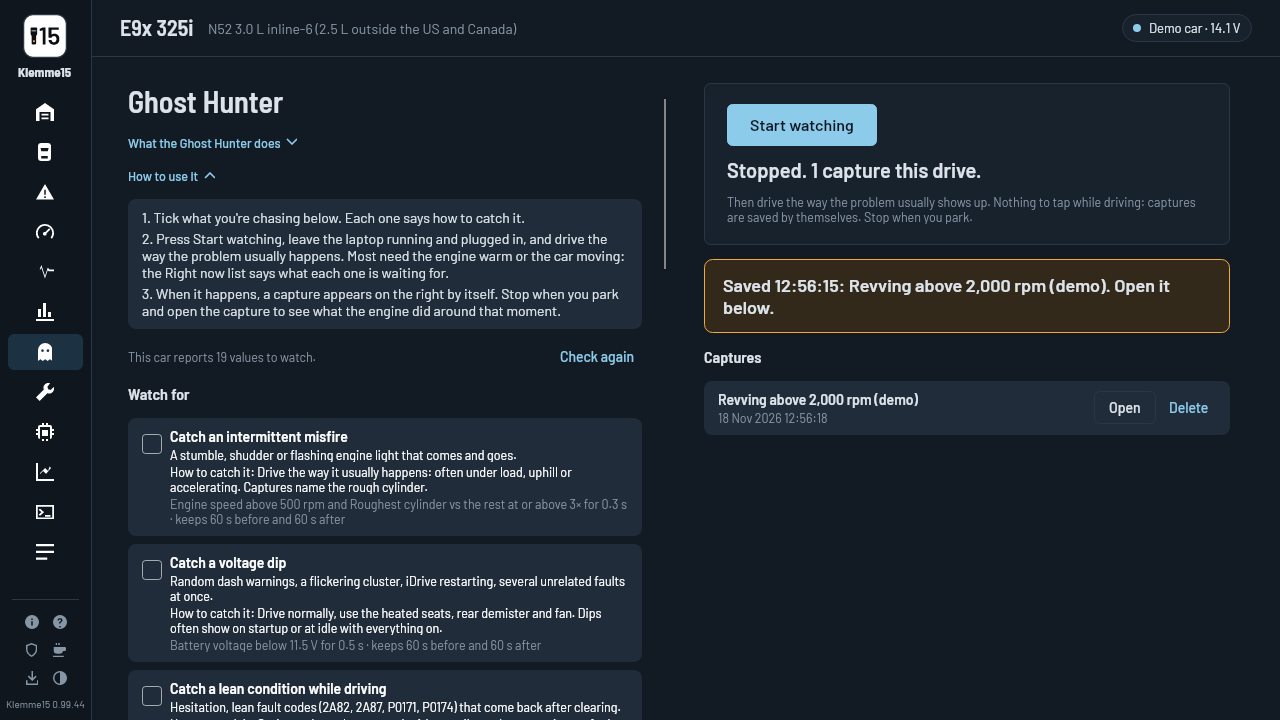 15
Klemme15
Klemme15 0.99.44
E9x 325i
N52 3.0 L inline-6 (2.5 L outside the US and Canada)
Demo car · 14.1 V
Ghost Hunter
What the Ghost Hunter does
How to use it
1. Tick what you're chasing below. Each one says how to catch it.
2. Press Start watching, leave the laptop running and plugged in, and drive the
way the problem usually happens. Most need the engine warm or the car moving:
the Right now list says what each one is waiting for.
3. When it happens, a capture appears on the right by itself. Stop when you park
and open the capture to see what the engine did around that moment.
This car reports 19 values to watch.
Check again
Watch for
Catch an intermittent misfire
A stumble, shudder or flashing engine light that comes and goes.
How to catch it: Drive the way it usually happens: often under load, uphill or
accelerating. Captures name the rough cylinder.
Engine speed above 500 rpm and Roughest cylinder vs the rest at or above 3× for 0.3 s
· keeps 60 s before and 60 s after
Catch a voltage dip
Random dash warnings, a flickering cluster, iDrive restarting, several unrelated faults
at once.
How to catch it: Drive normally, use the heated seats, rear demister and fan. Dips
often show on startup or at idle with everything on.
Battery voltage below 11.5 V for 0.5 s · keeps 60 s before and 60 s after
Catch a lean condition while driving
Hesitation, lean fault codes (2A82, 2A87, P0171, P0174) that come back after clearing.
Start watching
Stopped. 1 capture this drive.
Then drive the way the problem usually shows up. Nothing to tap while driving: captures
are saved by themselves. Stop when you park.
Saved 12:56:15: Revving above 2,000 rpm (demo). Open it
below.
Captures
Revving above 2,000 rpm (demo)
18 Nov 2026 12:56:18
Open
Delete